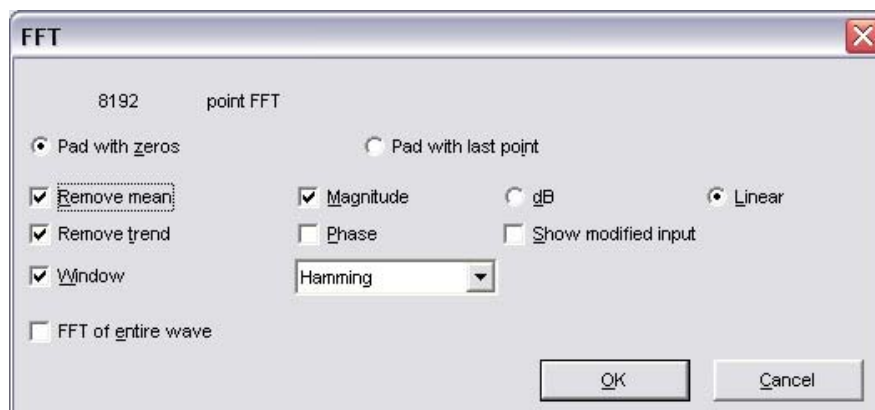 FFT
8192 point FFT
Pad with zeros Pad with last point
Remove mean Magnitude dB Linear
Remove trend Phase Show modified input
Window Hamming
FFT of entire wave
OK Cancel